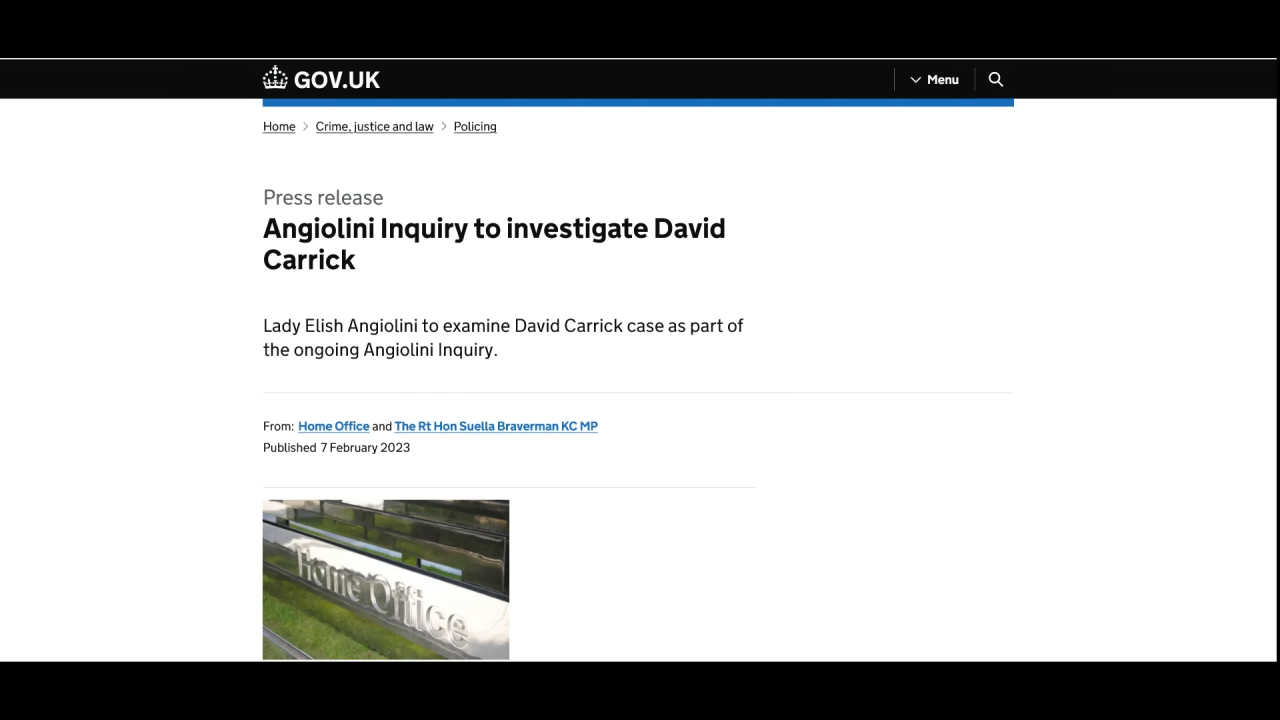 GOV.UK
Menu
Home > Crime, justice and law > Policing
Press release
Angiolini Inquiry to investigate David
Carrick
Lady Elish Angiolini to examine David Carrick case as part of
the ongoing Angiolini Inquiry.
From: Home Office and The Rt Hon Suella Braverman KC MP
Published 7 February 2023
Home Office